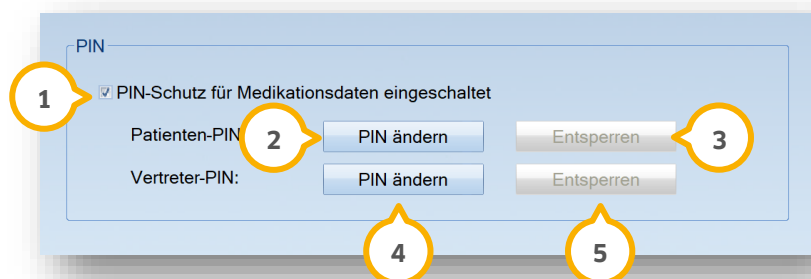 PIN
1 PIN-Schutz für Medikationsdaten eingeschaltet
Patienten-PIN 2 PIN ändern Entsperren 3
Vertreter-PIN: PIN ändern Entsperren
4 5